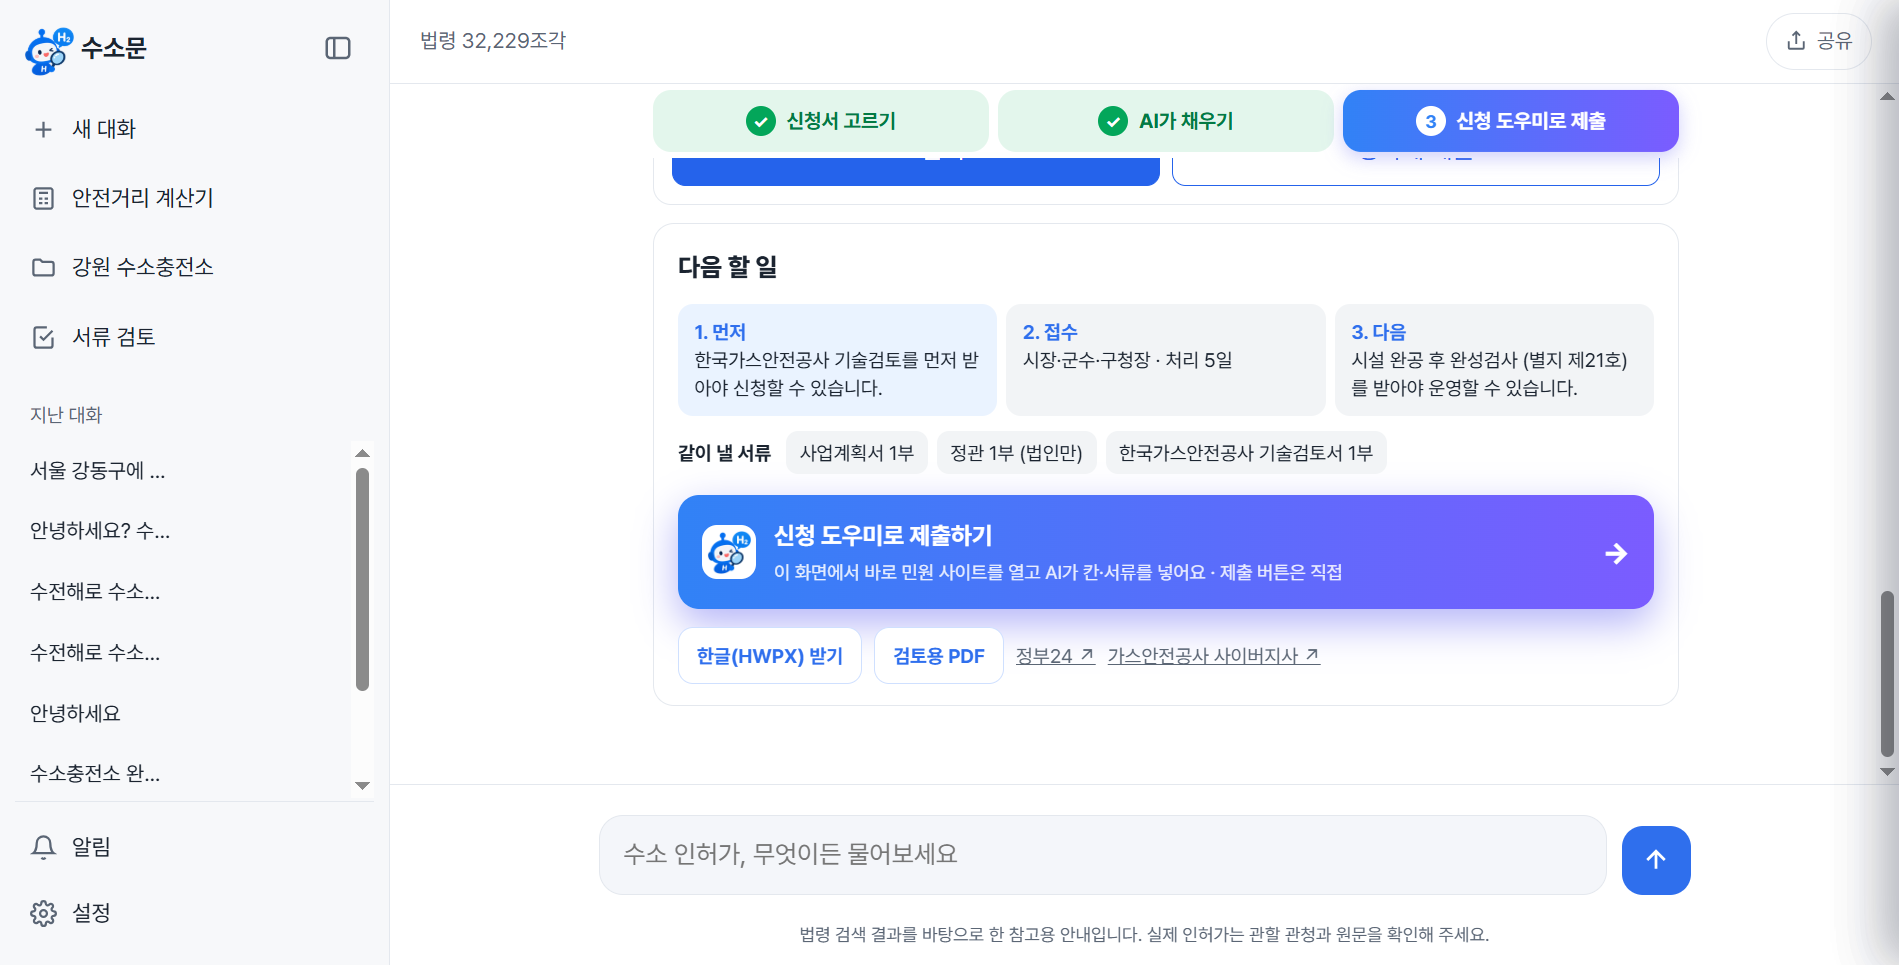 수소문
새 대화
안전거리 계산기
강원 수소충전소
서류 검토
지난 대화
서울 강동구에 ...
안녕하세요? 수...
수전해로 수소...
수전해로 수소...
안녕하세요
수소충전소 완...
알림
설정
법령 32,229조각
공유
신청서 고르기
AI가 채우기
3 신청 도우미로 제출
다음 할 일
1. 먼저
한국가스안전공사 기술검토를 먼저 받
아야 신청할 수 있습니다.
2. 접수
시장·군수·구청장 · 처리 5일
3. 다음
시설 완공 후 완성검사 (별지 제21호)
를 받아야 운영할 수 있습니다.
같이 낼 서류 사업계획서 1부 정관 1부 (법인만) 한국가스안전공사 기술검토서 1부
H₂
H
신청 도우미로 제출하기
이 화면에서 바로 민원 사이트를 열고 AI가 칸·서류를 넣어요 · 제출 버튼은 직접
한글(HWPX) 받기 검토용 PDF 정부24 ↗ 가스안전공사 사이버지사 ↗
수소 인허가, 무엇이든 물어보세요
법령 검색 결과를 바탕으로 한 참고용 안내입니다. 실제 인허가는 관할 관청과 원문을 확인해 주세요.